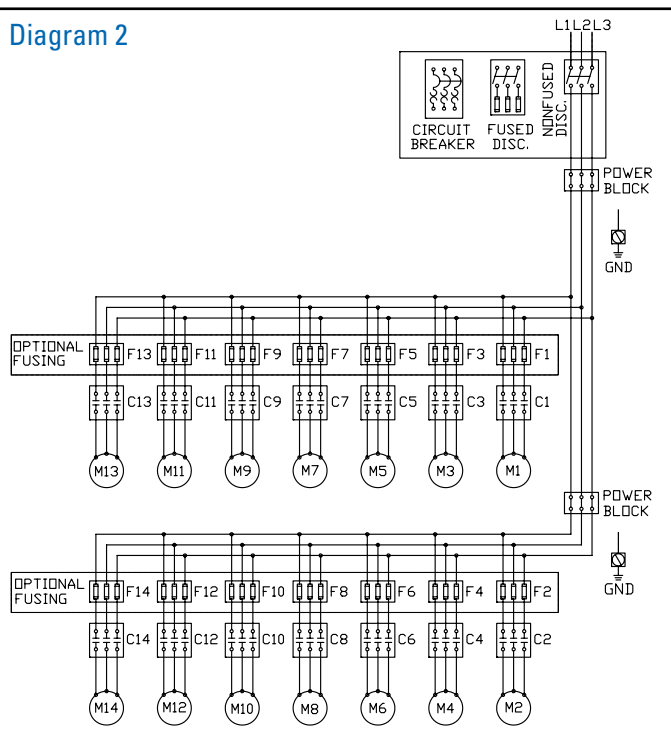 Diagram 2
L1L2L3
CIRCUIT
BREAKER
FUSED
DISC.
NONFUSED
DISC.
POWER
BLOCK
GND
OPTIONAL
FUSING
F13 F11 F9 F7 F5 F3 F1
C13 C11 C9 C7 C5 C3 C1
M13 M11 M9 M7 M5 M3 M1
POWER
BLOCK
GND
OPTIONAL
FUSING
F14 F12 F10 F8 F6 F4 F2
C14 C12 C10 C8 C6 C4 C2
M14 M12 M10 M8 M6 M4 M2